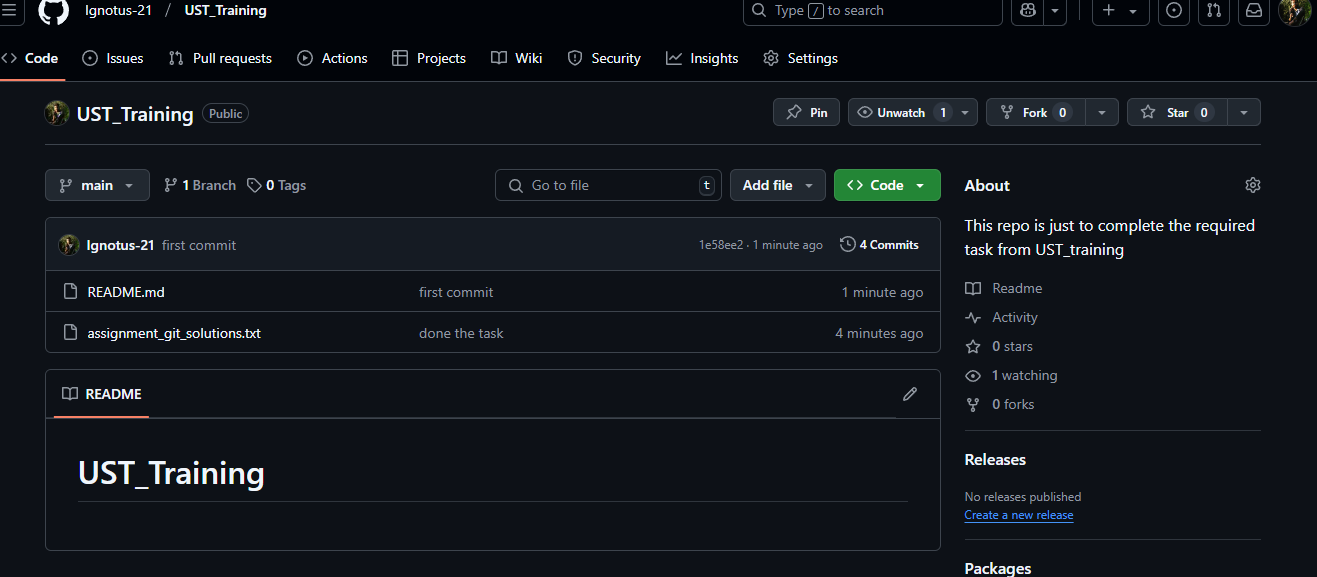 Ignotus-21 / UST_Training
Type / to search
Code Issues Pull requests Actions Projects Wiki Security Insights Settings
UST_Training Public
Pin Unwatch 1 Fork 0 Star 0
main 1 Branch 0 Tags Go to file t Add file Code
Ignotus-21 first commit 1e58ee2 · 1 minute ago 4 Commits
README.md first commit 1 minute ago
assignment_git_solutions.txt done the task 4 minutes ago
README
UST_Training
About
This repo is just to complete the required
task from UST_training
Readme
Activity
0 stars
1 watching
0 forks
Releases
No releases published
Create a new release
Packages